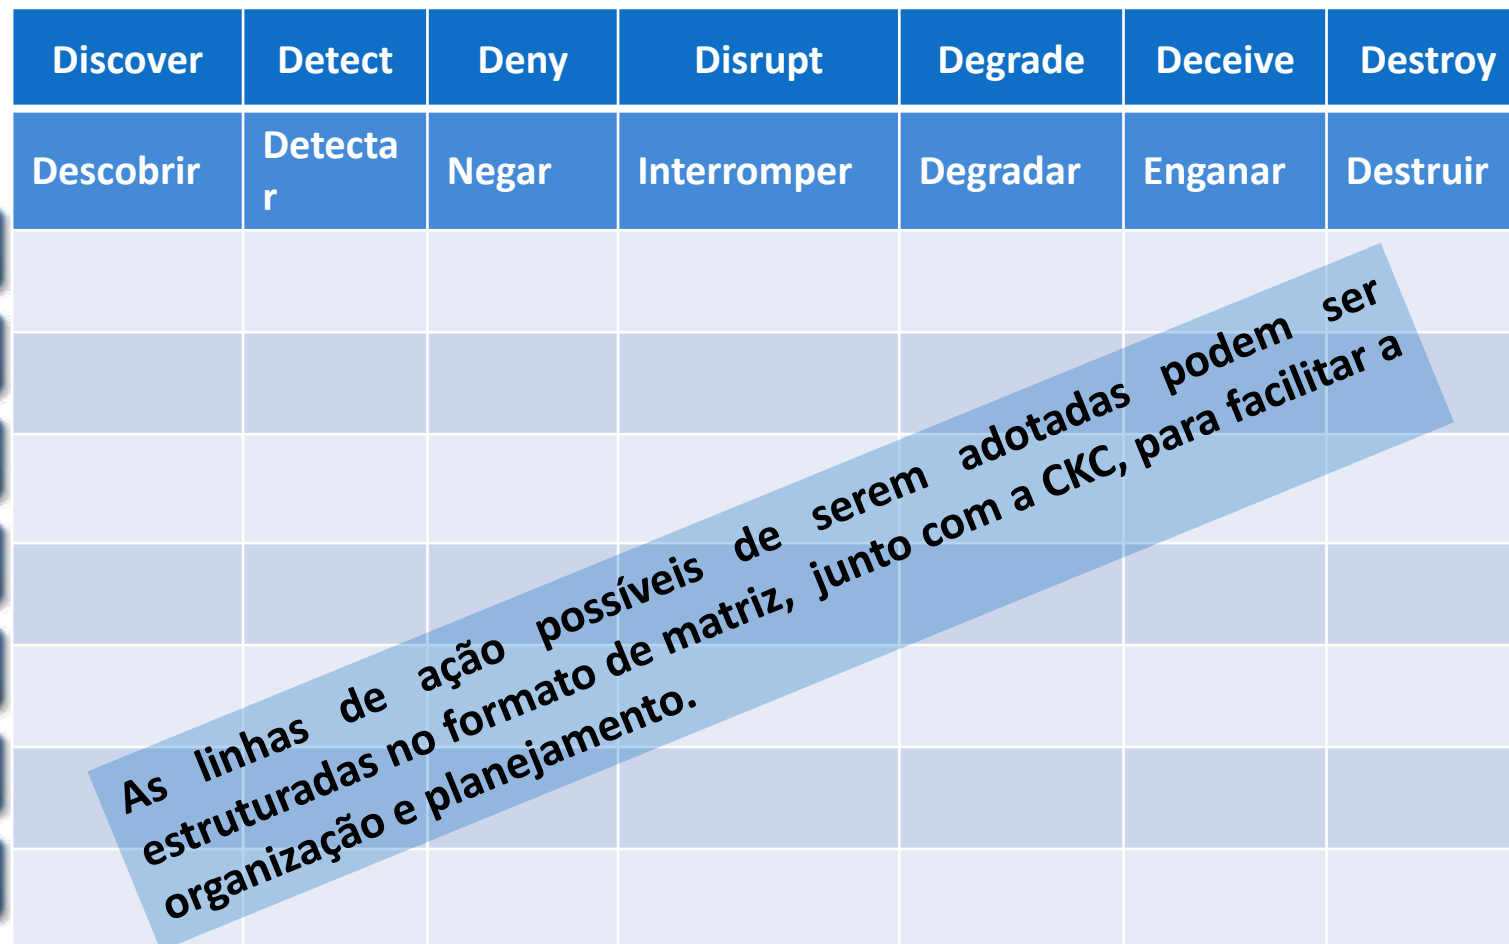 Discover Detect Deny Disrupt Degrade Deceive Destroy
Descobrir Detecta Negar Interromper Degradar Enganar Destruir
r
As linhas de ação possíveis de serem adotadas podem ser
estruturadas no formato de matriz, junto com a CKC, para facilitar a
organização e planejamento.